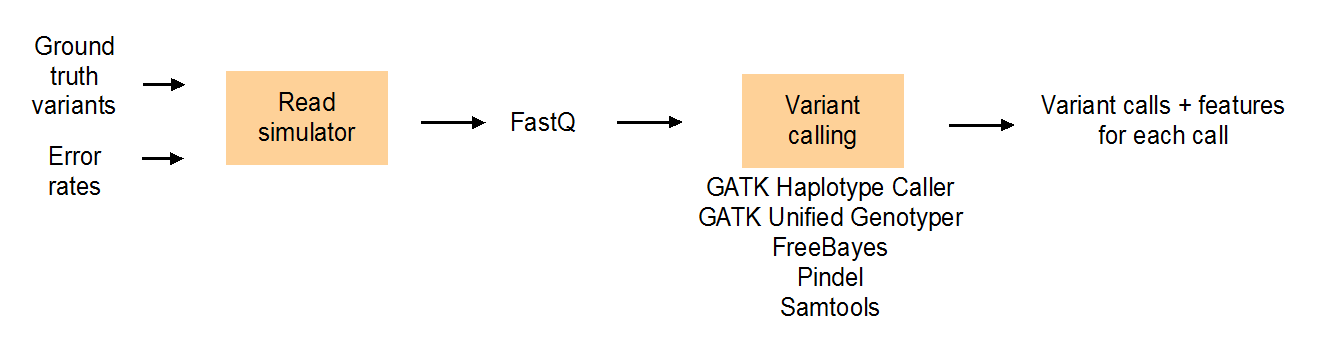 Ground
truth
variants
Error
rates
Read
simulator
FastQ
Variant
calling
GATK Haplotype Caller
GATK Unified Genotyper
FreeBayes
Pindel
Samtools
Variant calls + features
for each call